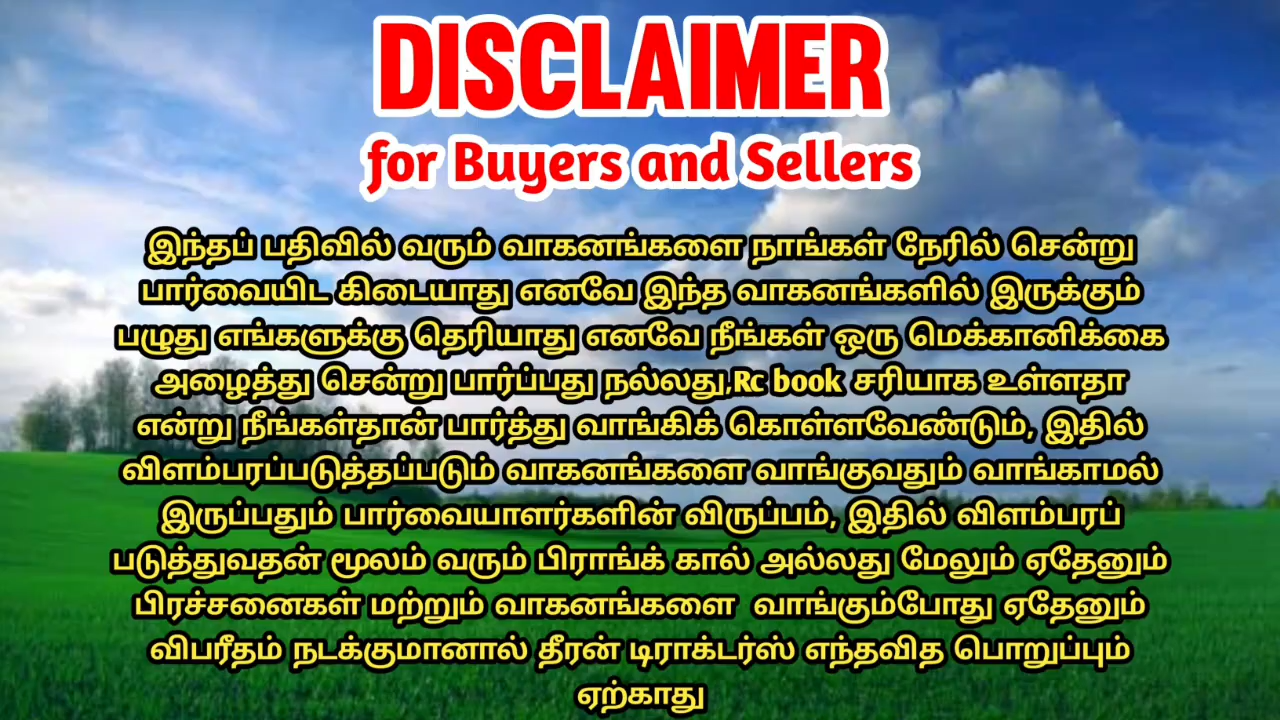 DISCLAIMER
for Buyers and Sellers
இந்தப் பதிவில் வரும் வாகனங்களை நாங்கள் நேரில் சென்று
பார்வையிட கிடையாது எனவே இந்த வாகனங்களில் இருக்கும்
பழுது எங்களுக்கு தெரியாது எனவே நீங்கள் ஒரு மெக்கானிக்கை
அழைத்து சென்று பார்ப்பது நல்லது,Rc book சரியாக உள்ளதா
என்று நீங்கள்தான் பார்த்து வாங்கிக் கொள்ளவேண்டும், இதில்
விளம்பரப்படுத்தப்படும் வாகனங்களை வாங்குவதும் வாங்காமல்
இருப்பதும் பார்வையாளர்களின் விருப்பம், இதில் விளம்பரப்
படுத்துவதன் மூலம் வரும் பிராங்க் கால் அல்லது மேலும் ஏதேனும்
பிரச்சனைகள் மற்றும் வாகனங்களை வாங்கும்போது ஏதேனும்
விபரீதம் நடக்குமானால் தீரன் டிராக்டர்ஸ் எந்தவித பொறுப்பும்
ஏற்காது